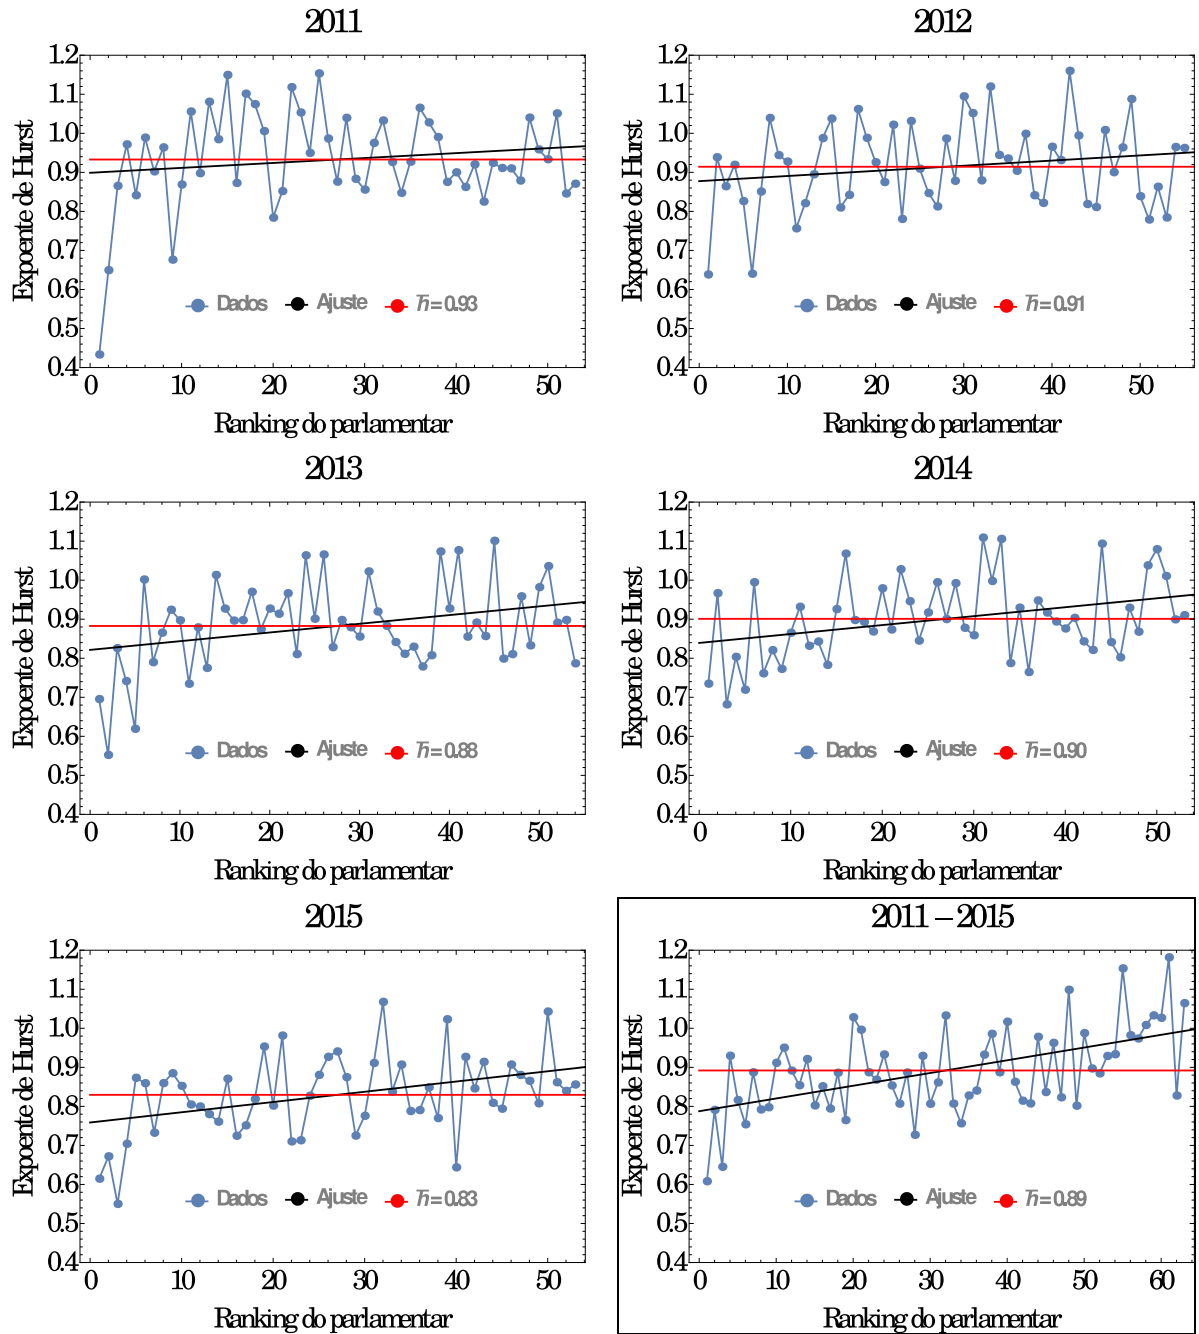 2011
1.2
1.1
1.0
0.9
0.8
0.7
0.6
0.5
0.4
Expoente de Hurst
Dados Ajuste h = 0.93
0 10 20 30 40 50
Ranking do parlamentar
2012
1.2
1.1
1.0
0.9
0.8
0.7
0.6
0.5
0.4
Expoente de Hurst
Dados Ajuste h = 0.91
0 10 20 30 40 50
Ranking do parlamentar
2013
1.2
1.1
1.0
0.9
0.8
0.7
0.6
0.5
0.4
Expoente de Hurst
Dados Ajuste h = 0.88
0 10 20 30 40 50
Ranking do parlamentar
2014
1.2
1.1
1.0
0.9
0.8
0.7
0.6
0.5
0.4
Expoente de Hurst
Dados Ajuste h = 0.90
0 10 20 30 40 50
Ranking do parlamentar
2015
1.2
1.1
1.0
0.9
0.8
0.7
0.6
0.5
0.4
Expoente de Hurst
Dados Ajuste h = 0.83
0 10 20 30 40 50
Ranking do parlamentar
2011 – 2015
1.2
1.1
1.0
0.9
0.8
0.7
0.6
0.5
0.4
Expoente de Hurst
Dados Ajuste h = 0.89
0 10 20 30 40 50 60
Ranking do parlamentar